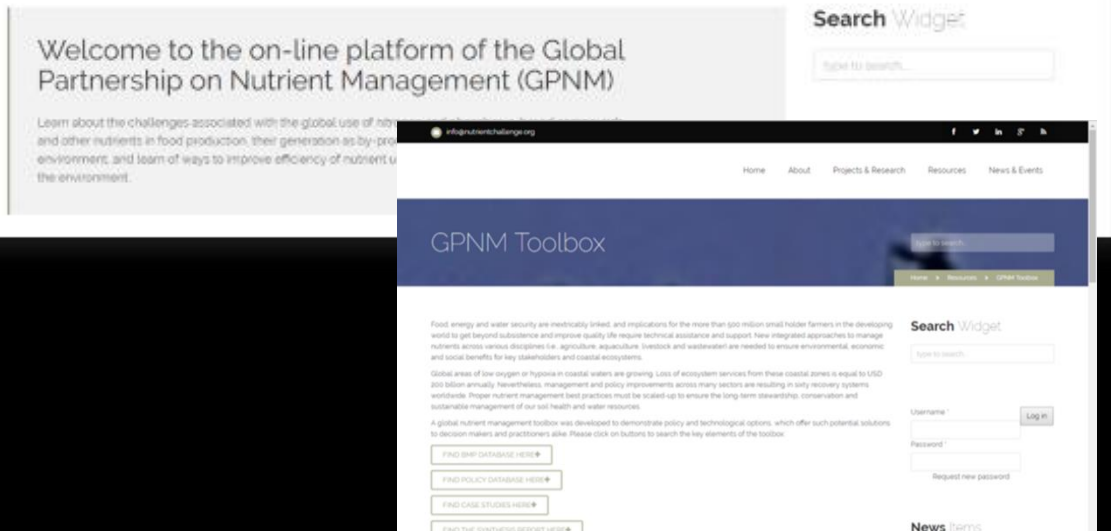 Welcome to the on-line platform of the Global
Partnership on Nutrient Management (GPNM)
Search Widget
type to search...
Learn about the challenges associated with the global use of
and other nutrients in food production, their generation as
environment, and learn of ways to improve efficiency of nutrient
the environment.
info@nutrientchallenge.org
Home About Projects & Research Resources News & Events
GPNM Toolbox
type to search...
Home Resources GPNM Toolbox
Food, energy and water security are inextricably linked, and implications for the more than 500 million small holder farmers in the developing
world to get beyond subsistence and improve quality life require technical assistance and support. New integrated approaches to manage
nutrients across various disciplines (i.e., agriculture, aquaculture, livestock and wastewater) are needed to ensure environmental, economic
and social benefits for key stakeholders and coastal ecosystems.
Global areas of low oxygen or hypoxia in coastal waters are growing. Loss of ecosystem services from these coastal zones is equal to USD
200 billion annually. Nevertheless, management and policy improvements across many sectors are resulting in sixty recovery systems
worldwide. Proper nutrient management best practices must be scaled-up to ensure the long-term stewardship, conservation and
sustainable management of our soil health and water resources.
A global nutrient management toolbox was developed to demonstrate policy and technological options, which offer such potential solutions
to decision makers and practitioners alike. Please click on buttons to search the key elements of the toolbox:
FIND BMP DATABASE HERE
FIND POLICY DATABASE HERE
FIND CASE STUDIES HERE
FIND THE SYNTHESIS REPORT HERE
Search Widget
type to search...
Username *
Log in
Password *
Request new password
News Items